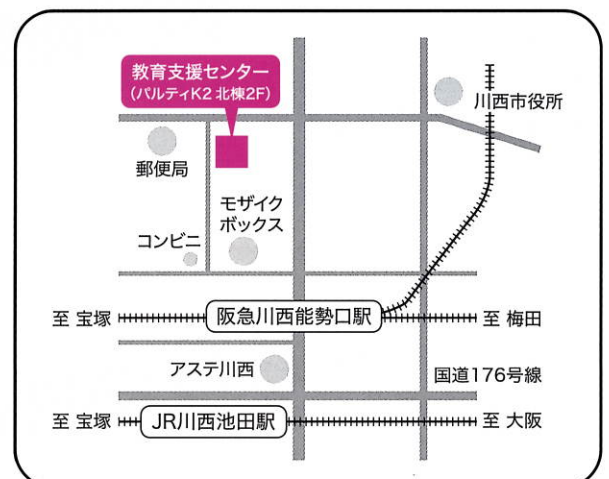 教育支援センター
(パルティK2 北棟2F)
川西市役所
郵便局
モザイク
ボックス
コンビニ
至 宝塚
阪急川西能勢口駅
至 梅田
アステ川西
国道176号線
至 宝塚
JR川西池田駅
至 大阪